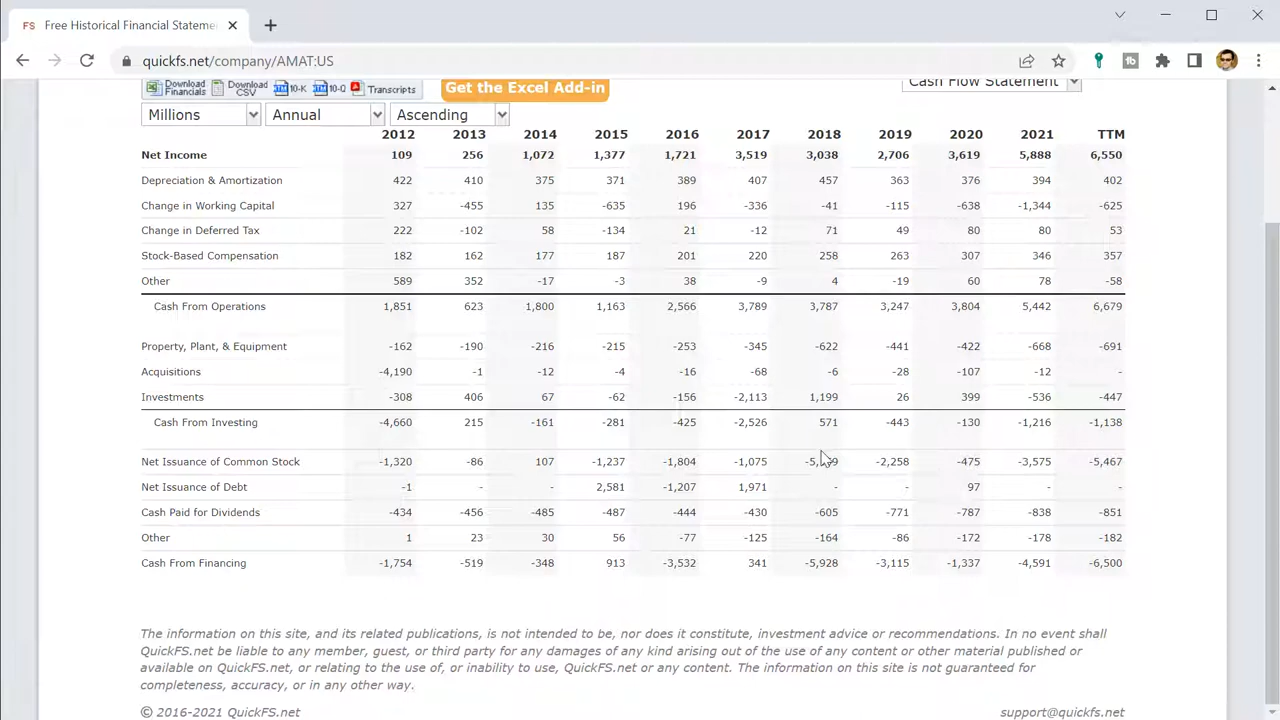 FS Free Historical Financial Stateme
quickfs.net/company/AMAT:US
Download Financials Download CSV 10-K 10-Q Transcripts Get the Excel Add-in Cash Flow Statement
Millions Annual Ascending
2012 2013 2014 2015 2016 2017 2018 2019 2020 2021 TTM
Net Income 109 256 1,072 1,377 1,721 3,519 3,038 2,706 3,619 5,888 6,550
Depreciation & Amortization 422 410 375 371 389 407 457 363 376 394 402
Change in Working Capital 327 -455 135 -635 196 -336 -41 -115 -638 -1,344 -625
Change in Deferred Tax 222 -102 58 -134 21 -12 71 49 80 80 53
Stock-Based Compensation 182 162 177 187 201 220 258 263 307 346 357
Other 589 352 -17 -3 38 -9 4 -19 60 78 -58
Cash From Operations 1,851 623 1,800 1,163 2,566 3,789 3,787 3,247 3,804 5,442 6,679
Property, Plant, & Equipment -162 -190 -216 -215 -253 -345 -622 -441 -422 -668 -691
Acquisitions -4,190 -1 -12 -4 -16 -68 -6 -28 -107 -12 -
Investments -308 406 67 -62 -156 -2,113 1,199 26 399 -536 -447
Cash From Investing -4,660 215 -161 -281 -425 -2,526 571 -443 -130 -1,216 -1,138
Net Issuance of Common Stock -1,320 -86 107 -1,237 -1,804 -1,075 -2,258 -475 -3,575 -5,467
Net Issuance of Debt -1 - - 2,581 -1,207 1,971 - - 97 - -
Cash Paid for Dividends -434 -456 -485 -487 -444 -430 -605 -771 -787 -838 -851
Other 1 23 30 56 -77 -125 -164 -86 -172 -178 -182
Cash From Financing -1,754 -519 -348 913 -3,532 341 -5,928 -3,115 -1,337 -4,591 -6,500
The information on this site, and its related publications, is not intended to be, nor does it constitute, investment advice or recommendations. In no event shall
QuickFS.net be liable to any member, guest, or third party for any damages of any kind arising out of the use of any content or other material published or
available on QuickFS.net, or relating to the use of, or inability to use, QuickFS.net or any content. The information on this site is not guaranteed for
completeness, accuracy, or in any other way.
© 2016-2021 QuickFS.net support@quickfs.net